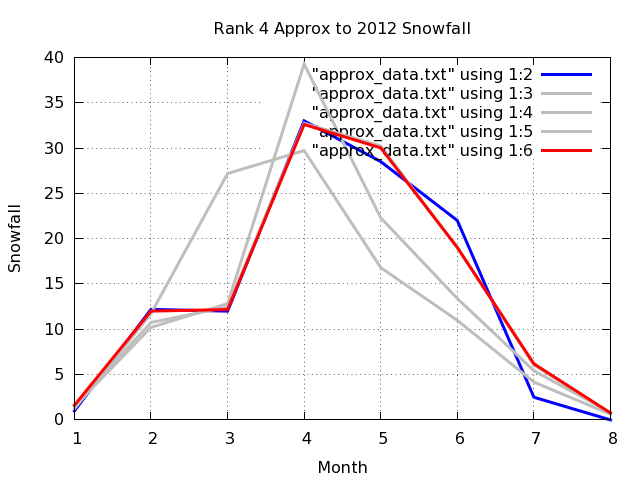 Rank 4 Approx to 2012 Snowfall
40
35
30
25
20
15
10
5
0
Snowfall
"approx_data.txt" using 1:2
"approx_data.txt" using 1:3
"approx_data.txt" using 1:4
"approx_data.txt" using 1:5
"approx_data.txt" using 1:6
1 2 3 4 5 6 7 8
Month